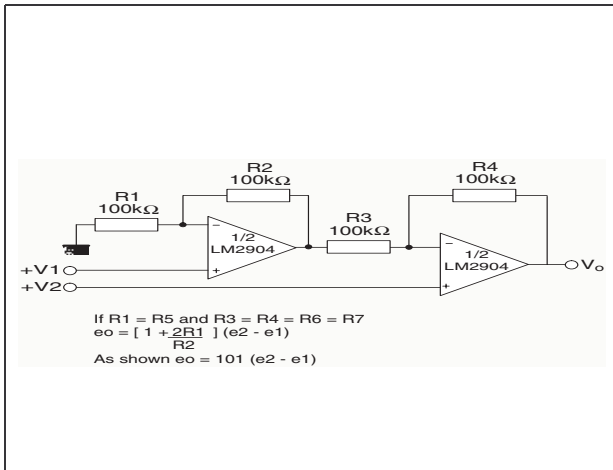 R2
100kΩ
R4
100kΩ
R1
100kΩ
R3
100kΩ
−
1/2
LM2904
+
−
1/2
LM2904
+
Vo
+V1
+V2
If R1 = R5 and R3 = R4 = R6 = R7
eo = [ 1 + 2R1 ] (e2 - e1)
R2
As shown eo = 101 (e2 - e1)